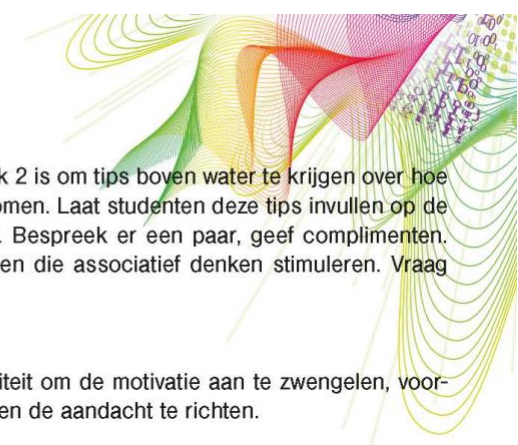 k 2 is om tips boven water te krijgen over hoe
omen. Laat studenten deze tips invullen op de
. Bespreek er een paar, geef complimenten.
en die associatief denken stimuleren. Vraag
iteit om de motivatie aan te zwengelen, voor-
en de aandacht te richten.